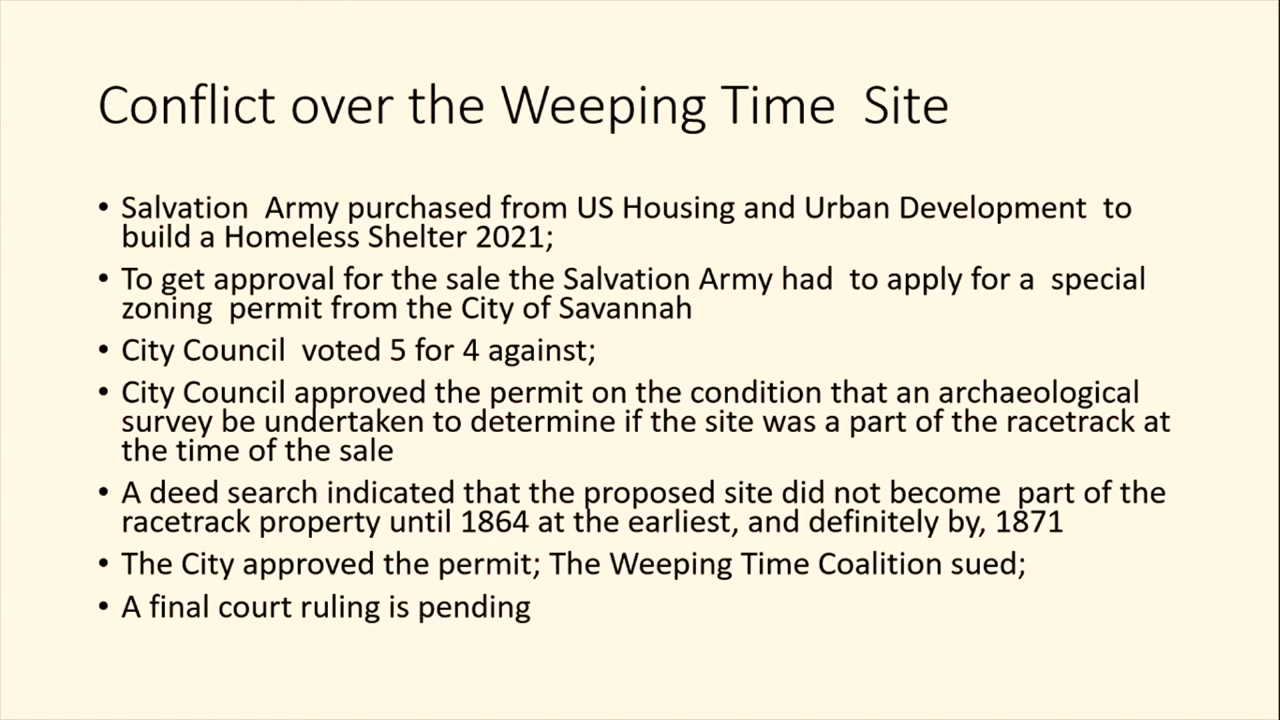 Conflict over the Weeping Time  Site
• Salvation  Army purchased from US Housing and Urban Development  to
build a Homeless Shelter 2021;
• To get approval for the sale the Salvation Army had  to apply for a  special
zoning  permit from the City of Savannah
• City Council  voted 5 for 4 against;
• City Council approved the permit on the condition that an archaeological
survey be undertaken to determine if the site was a part of the racetrack at
the time of the sale
• A deed search indicated that the proposed site did not become  part of the
racetrack property until 1864 at the earliest, and definitely by, 1871
• The City approved the permit; The Weeping Time Coalition sued;
• A final court ruling is pending